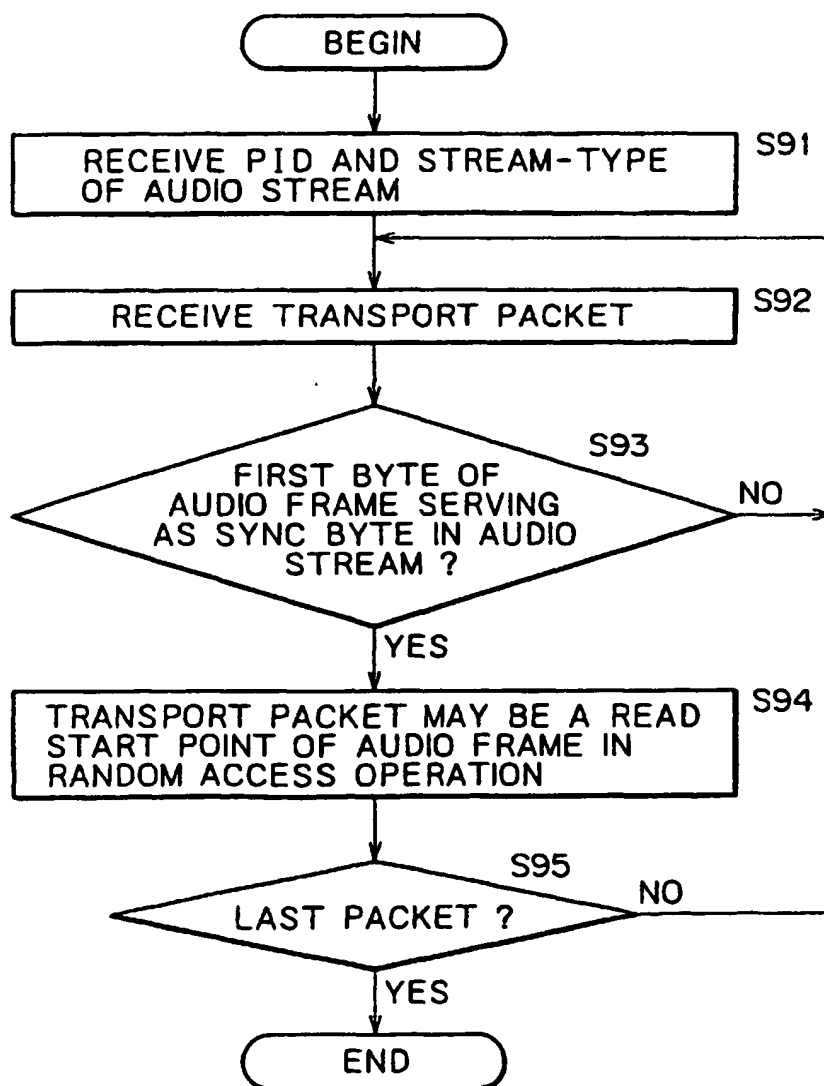 BEGIN
S91
RECEIVE PID AND STREAM-TYPE
OF AUDIO STREAM
S92
RECEIVE TRANSPORT PACKET
S93
FIRST BYTE OF
AUDIO FRAME SERVING
AS SYNC BYTE IN AUDIO
STREAM ?
NO
YES
S94
TRANSPORT PACKET MAY BE A READ
START POINT OF AUDIO FRAME IN
RANDOM ACCESS OPERATION
S95
LAST PACKET ?
NO
YES
END